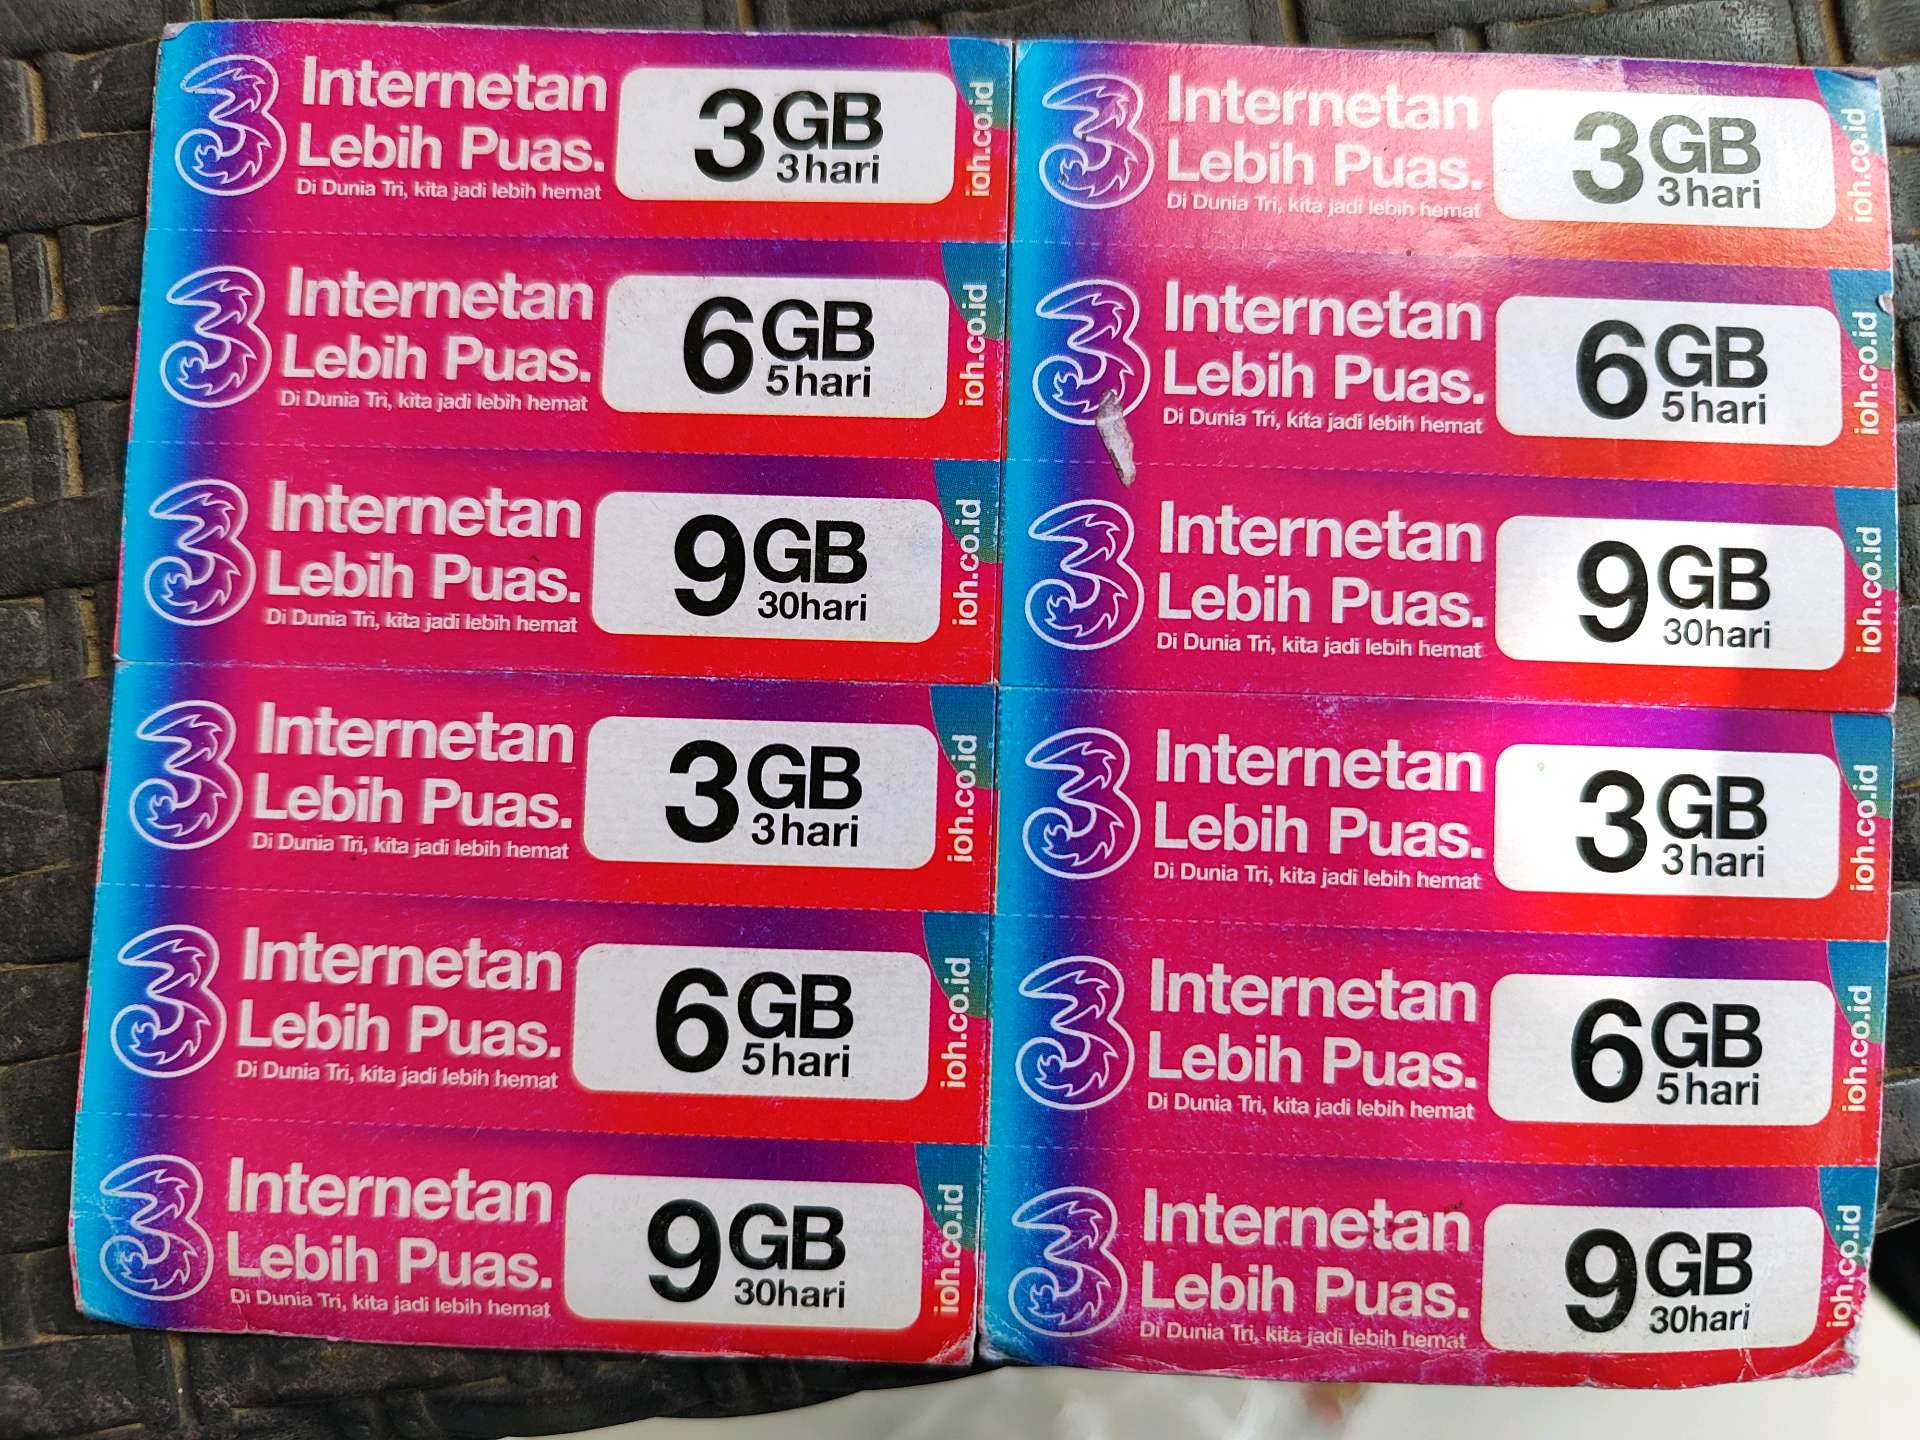 Internetan
Lebih Puas.
Di Dunia Tri, kita jadi lebih hemat
3GB
3hari
ioh.co.id
Internetan
Lebih Puas.
Di Dunia Tri, kita jadi lebih hemat
6GB
5hari
ioh.co.id
Internetan
Lebih Puas.
Di Dunia Tri, kita jadi lebih hemat
9GB
30hari
ioh.co.id
Internetan
Lebih Puas.
Di Dunia Tri, kita jadi lebih hemat
3GB
3hari
ioh.co.id
Internetan
Lebih Puas.
Di Dunia Tri, kita jadi lebih hemat
6GB
5hari
ioh.co.id
Internetan
Lebih Puas.
Di Dunia Tri, kita jadi lebih hemat
9GB
30hari
ioh.co.id
Internetan
Lebih Puas.
Di Dunia Tri, kita jadi lebih hemat
3GB
3hari
ioh.co.id
Internetan
Lebih Puas.
Di Dunia Tri, kita jadi lebih hemat
6GB
5hari
ioh.co.id
Internetan
Lebih Puas.
Di Dunia Tri, kita jadi lebih hemat
9GB
30hari
ioh.co.id
Internetan
Lebih Puas.
Di Dunia Tri, kita jadi lebih hemat
3GB
3hari
ioh.co.id
Internetan
Lebih Puas.
Di Dunia Tri, kita jadi lebih hemat
6GB
5hari
ioh.co.id
Internetan
Lebih Puas.
Di Dunia Tri, kita jadi lebih hemat
9GB
30hari
ioh.co.id